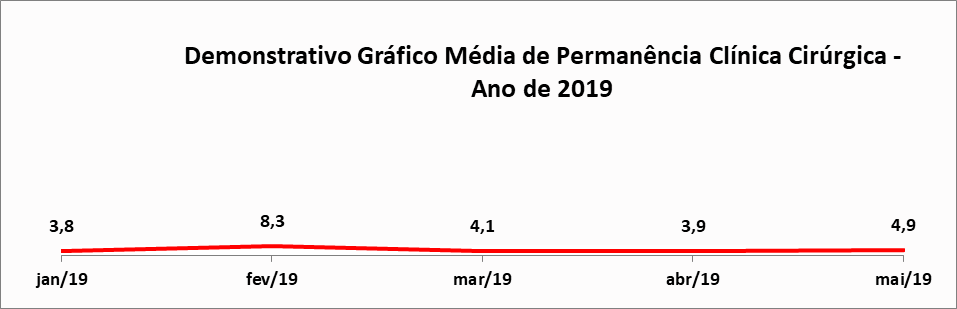 Demonstrativo Gráfico Média de Permanência Clínica Cirúrgica -
Ano de 2019
3,8
8,3
4,1
3,9
4,9
jan/19
fev/19
mar/19
abr/19
mai/19